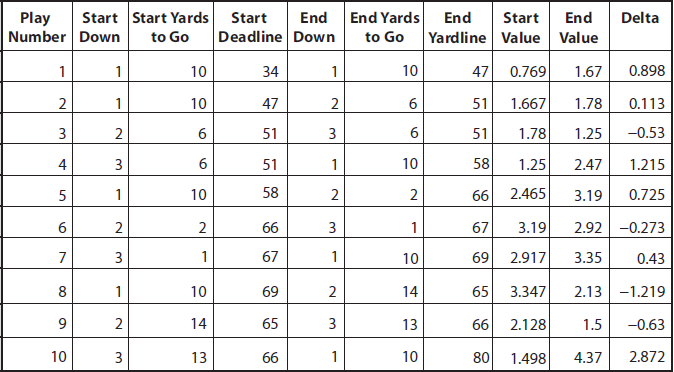 Play Number Start Down Start Yards to Go Start Deadline End Down End Yards to Go End Yardline Start Value End Value Delta
1 1 10 34 1 10 47 0.769 1.67 0.898
2 1 10 47 2 6 51 1.667 1.78 0.113
3 2 6 51 3 6 51 1.78 1.25 −0.53
4 3 6 51 1 10 58 1.25 2.47 1.215
5 1 10 58 2 2 66 2.465 3.19 0.725
6 2 2 66 3 1 67 3.19 2.92 −0.273
7 3 1 67 1 10 69 2.917 3.35 0.43
8 1 10 69 2 14 65 3.347 2.13 −1.219
9 2 14 65 3 13 66 2.128 1.5 −0.63
10 3 13 66 1 10 80 1.498 4.37 2.872